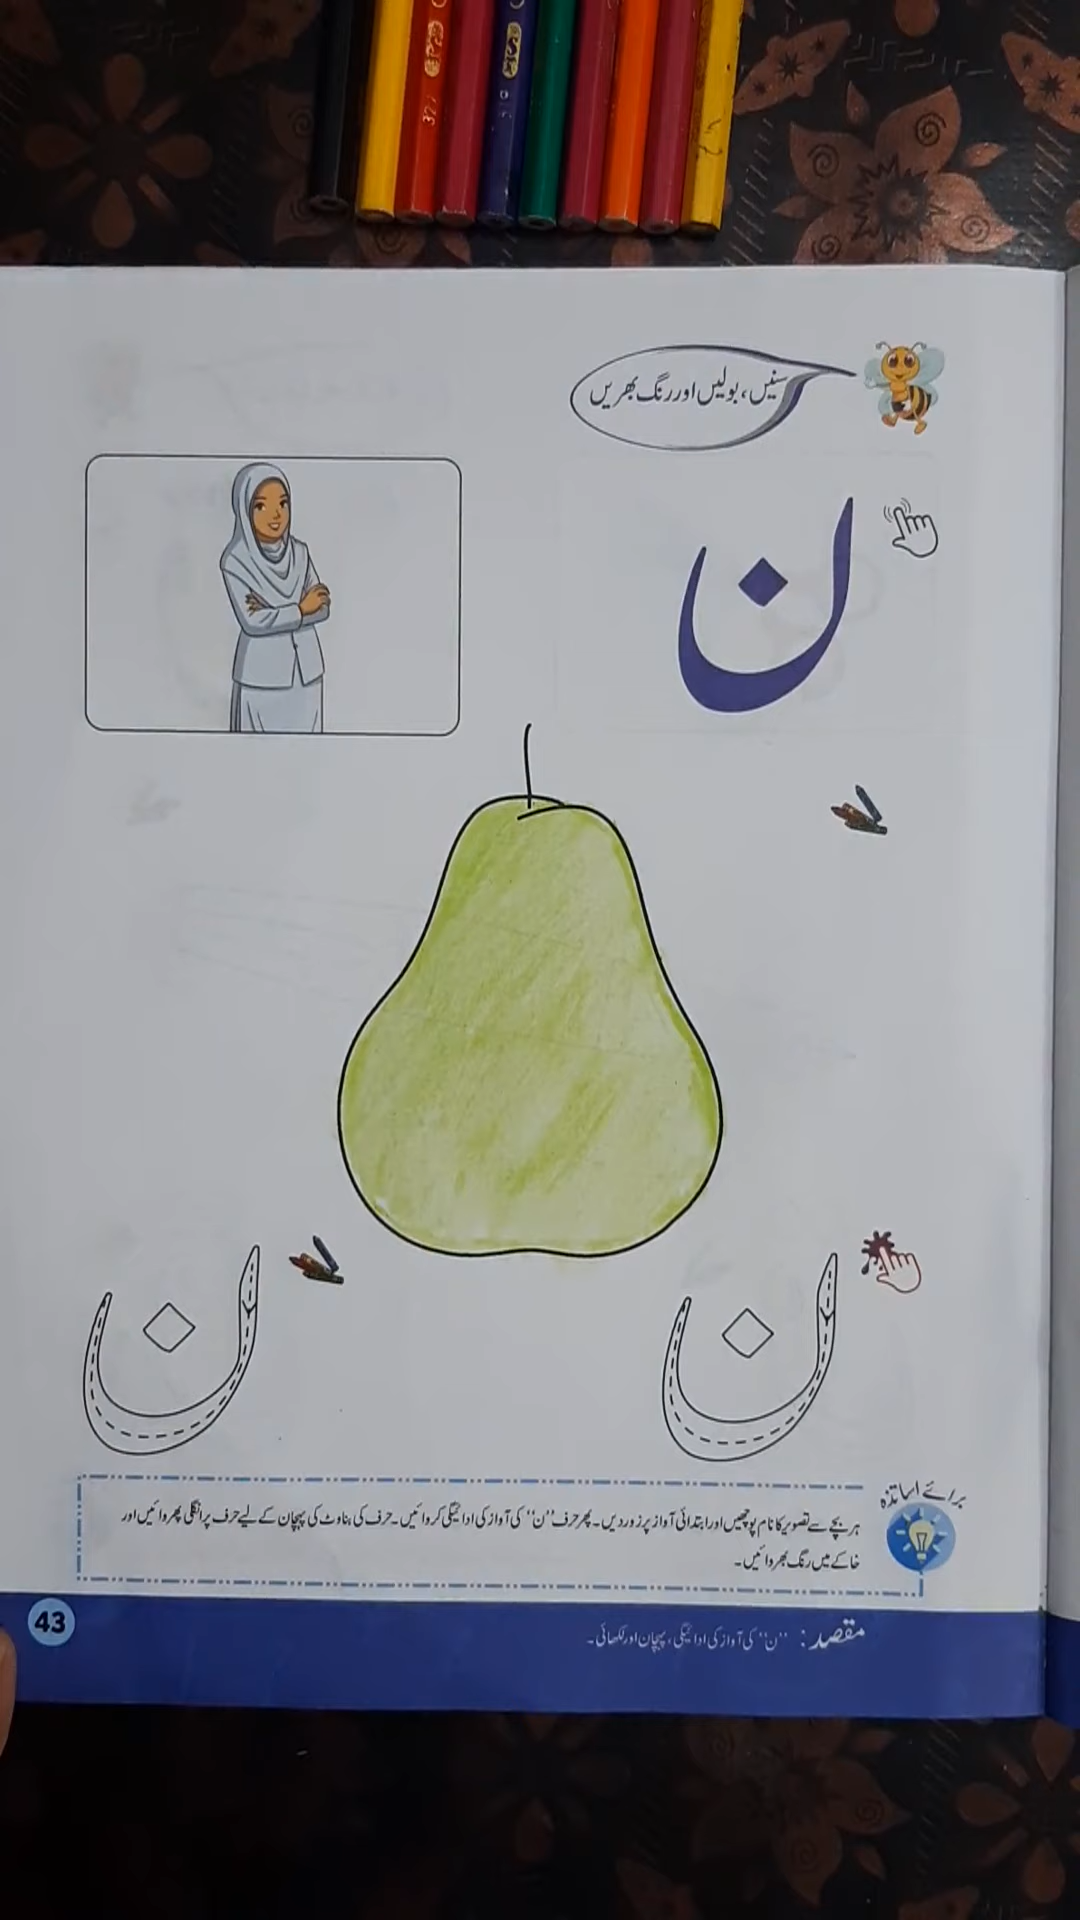 327
سنیں، بولیں اور رنگ بھریں
ن
ن
ن
برائے اساتذہ
ہر بچے سے تصویر کا نام پوچھیں اور ابتدائی آواز پر زور دیں۔ پھر حرف "ن" کی آواز کی ادائیگی کروائیں۔ حرف کی بناوٹ کی پہچان کے لیے حرف پر انگلی پھروائیں اور
خاکے میں رنگ بھروائیں۔
مقصد: "ن" کی آواز کی ادائیگی، پہچان اور لکھائی۔
43